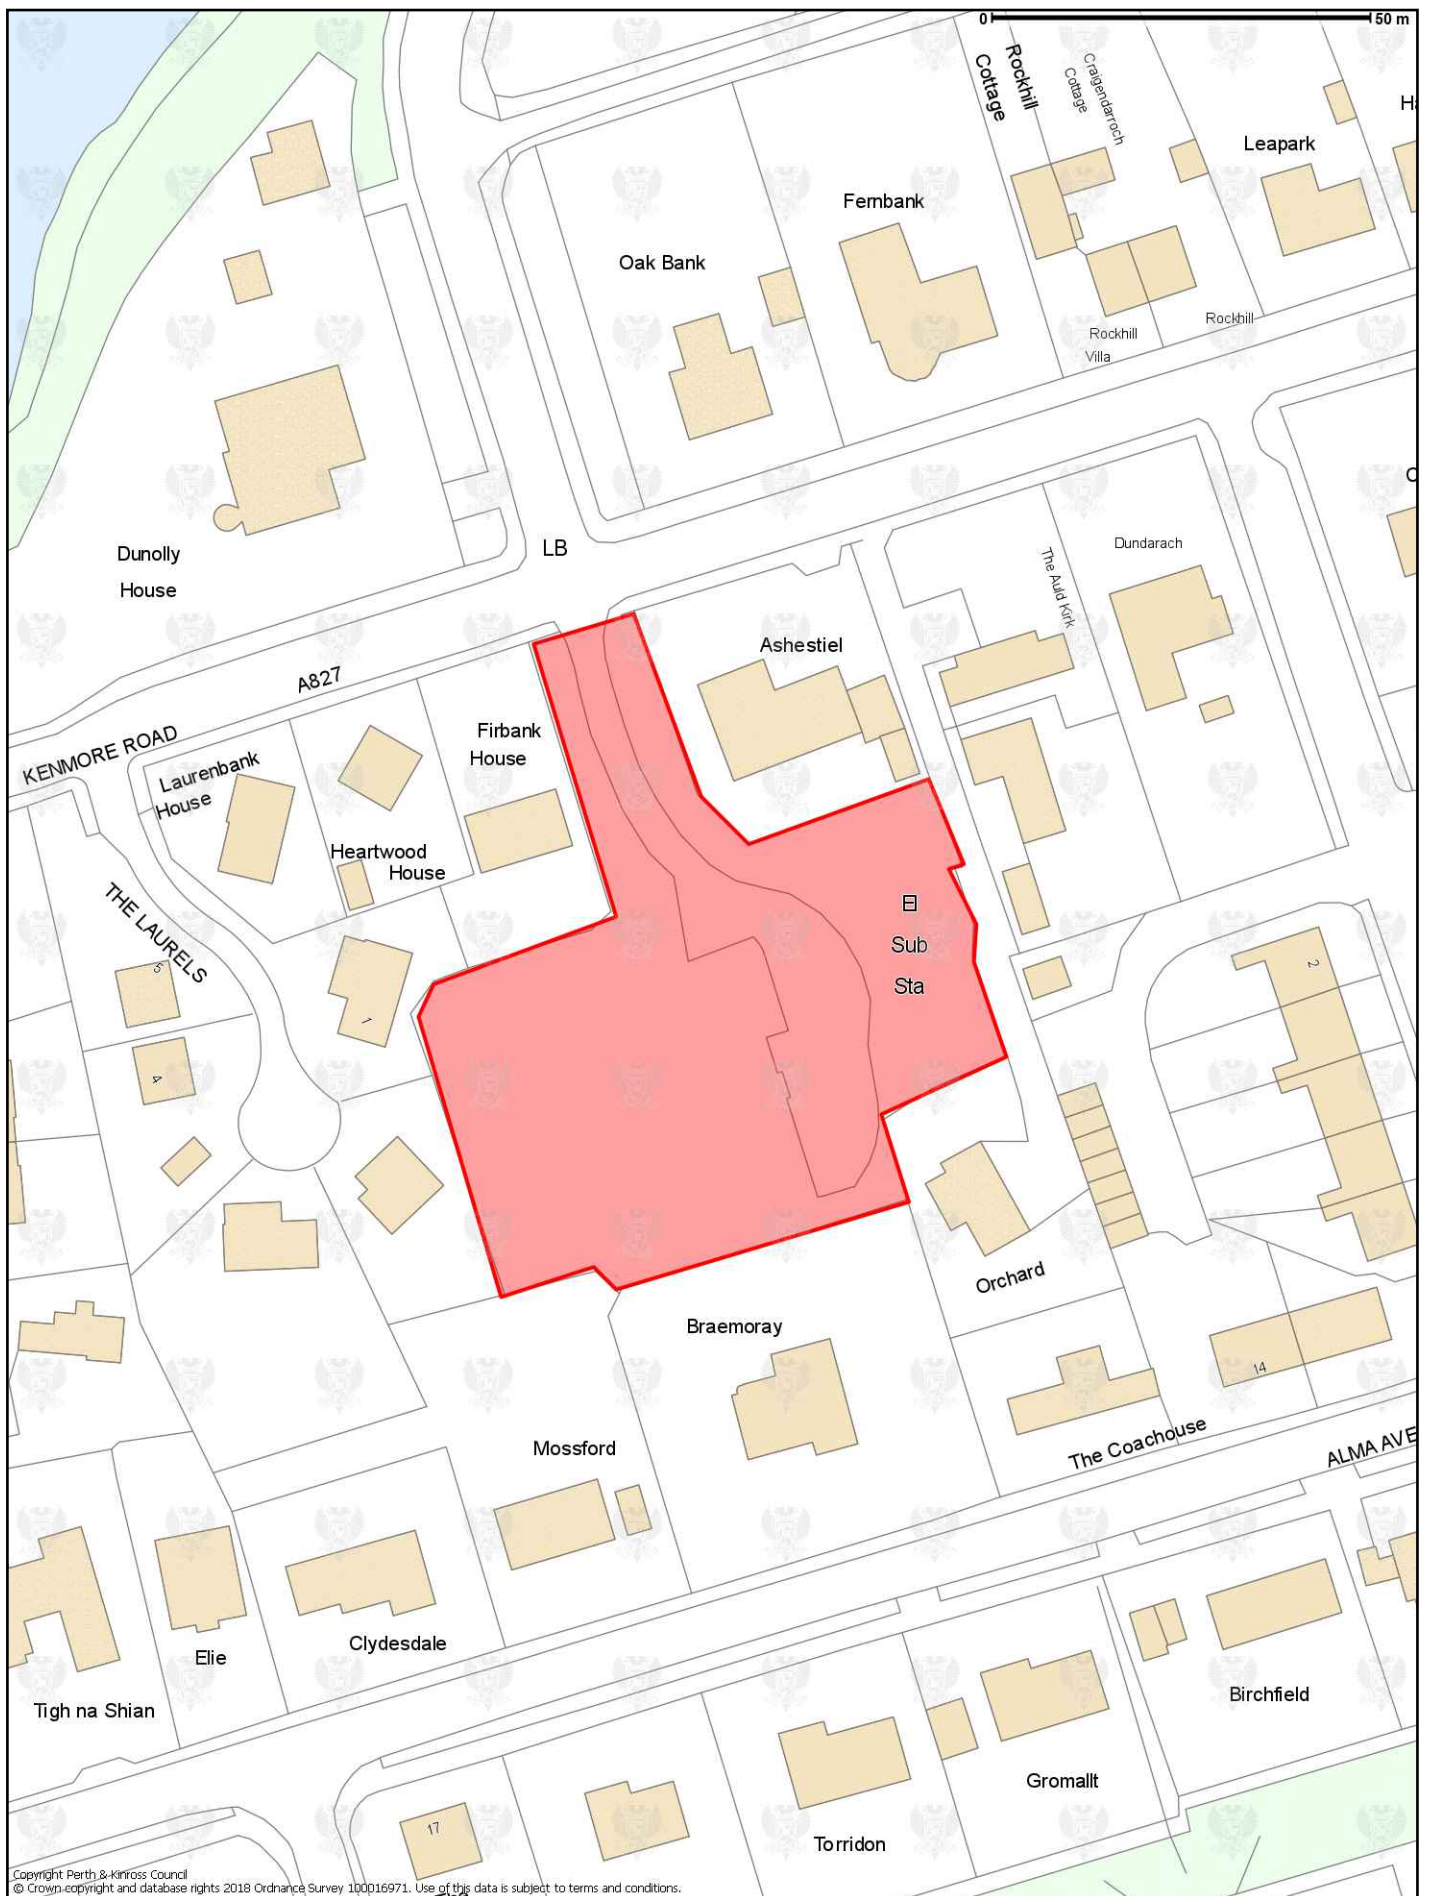 0 50 m
Rockhill
Cottage
Craigendarroch
Cottage
Leapark
Fernbank
Oak Bank
Rockhill
Rockhill
Villa
LB
Dunolly
House
Dundarach
The Auld Kirk
Ashestiel
A827
KENMORE ROAD
Firbank
House
Laurenbank
House
Heartwood
House
THE LAURELS
El
Sub
Sta
5
1
4
2
Orchard
Braemoray
14
The Coachouse
ALMA AVE
Mossford
Clydesdale
Elie
Tigh na Shian
Birchfield
Gromallt
Torridon
17
Copyright Perth & Kinross Council
© Crown copyright and database rights 2018 Ordnance Survey 100016971. Use of this data is subject to terms and conditions.